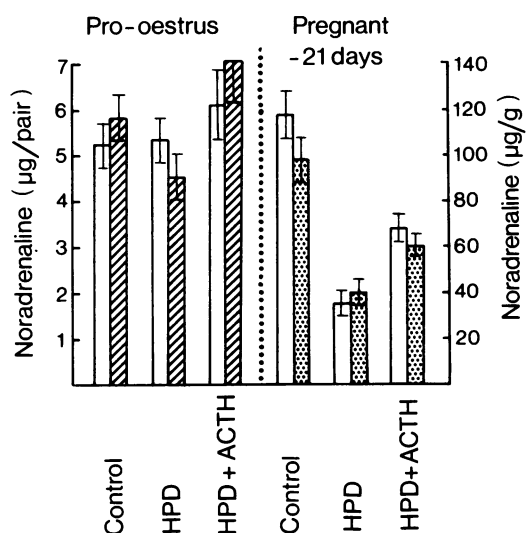 Pro-oestrus
Pregnant
-21 days
Noradrenaline (µg/pair)
7
6
5
4
3
2
1
140
120
100
80
60
40
20
Noradrenaline (µg/g)
Control
HPD
HPD + ACTH
Control
HPD
HPD+ACTH